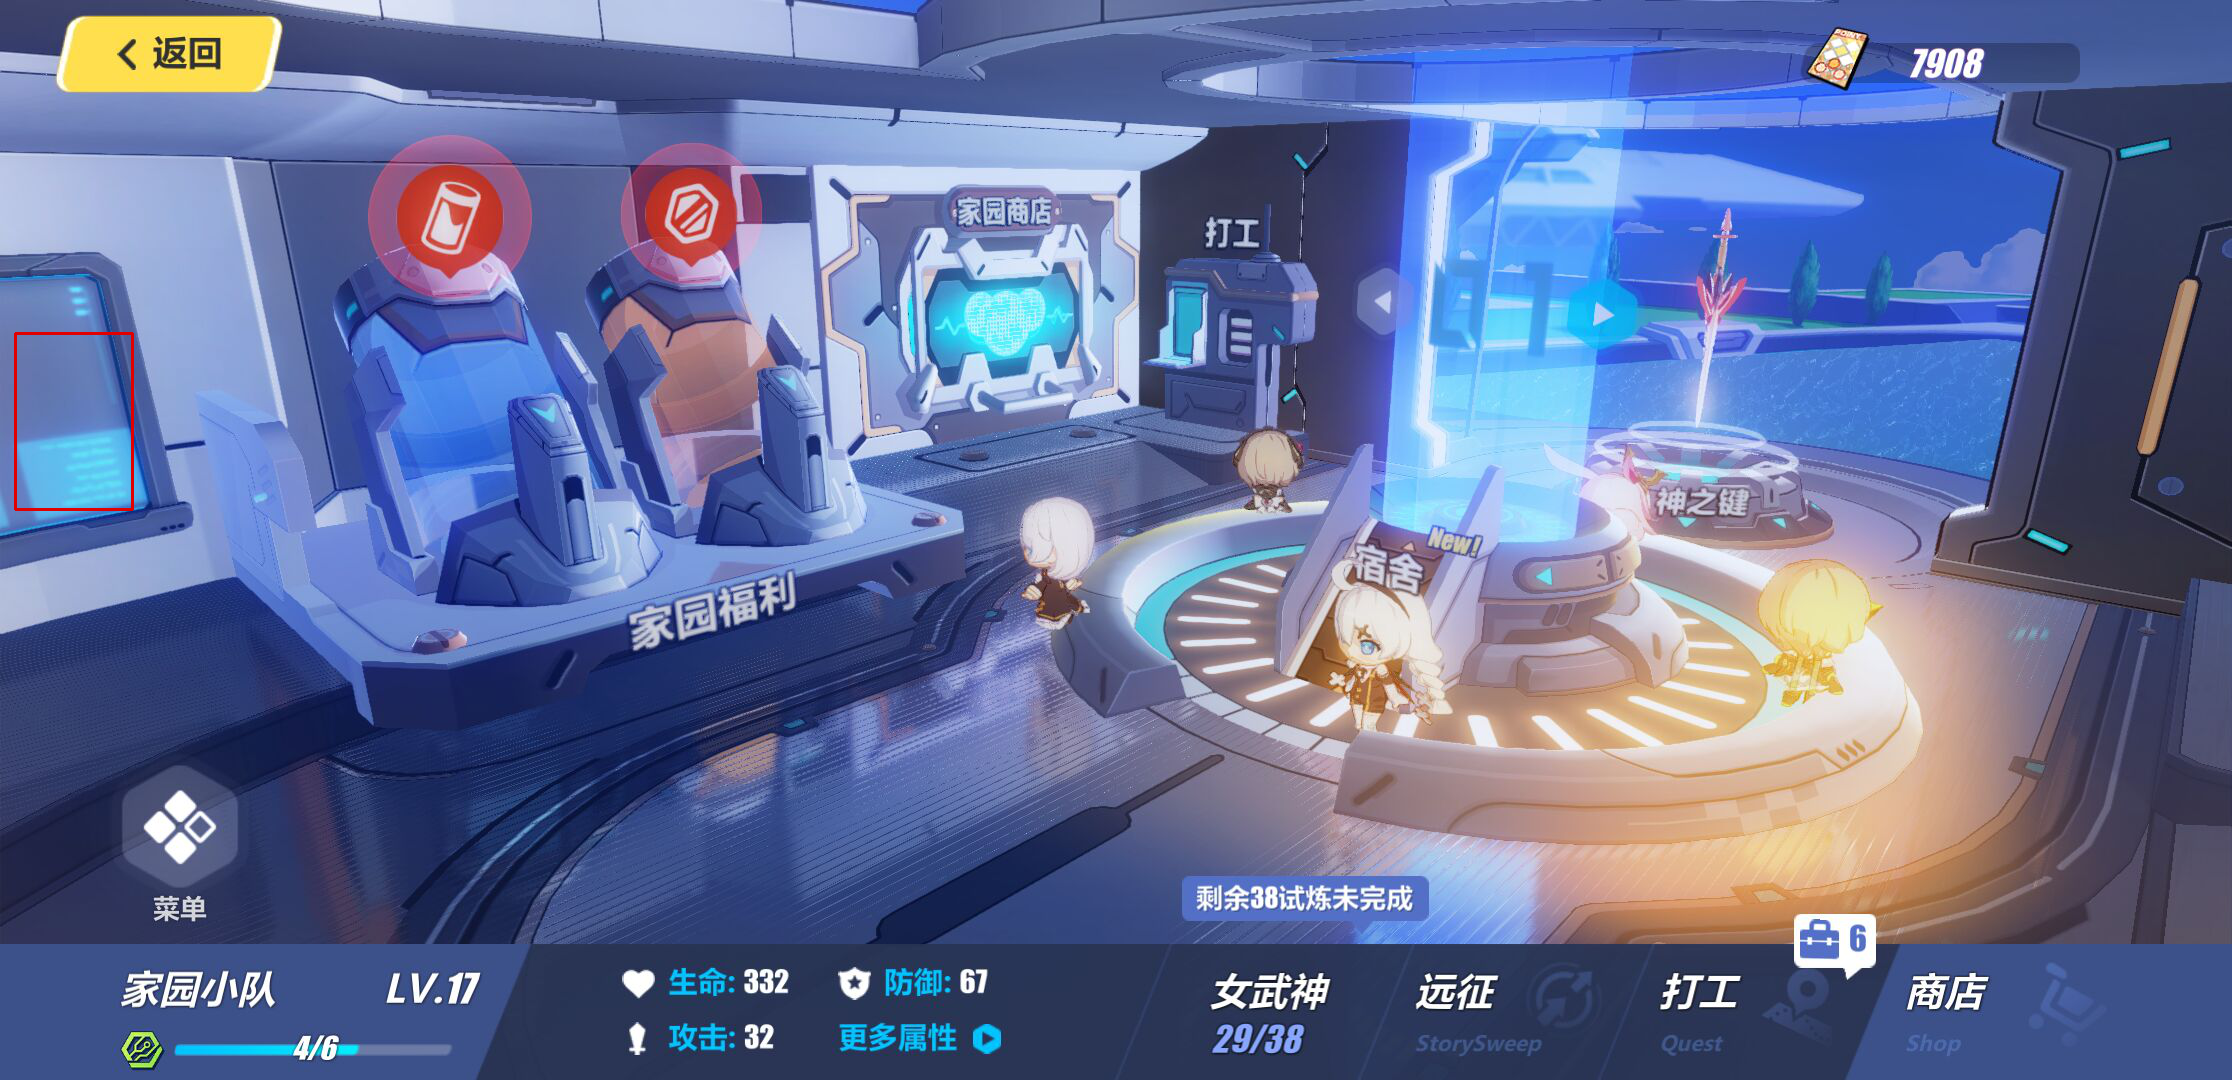 返回
7908
家园商店
打工
神之键
New!
宿舍
家园福利
菜单
剩余38试炼未完成
6
家园小队 LV.17
4/6
生命: 332 防御: 67
攻击: 32 更多属性
女武神
29/38
远征
StorySweep
打工
Quest
商店
Shop